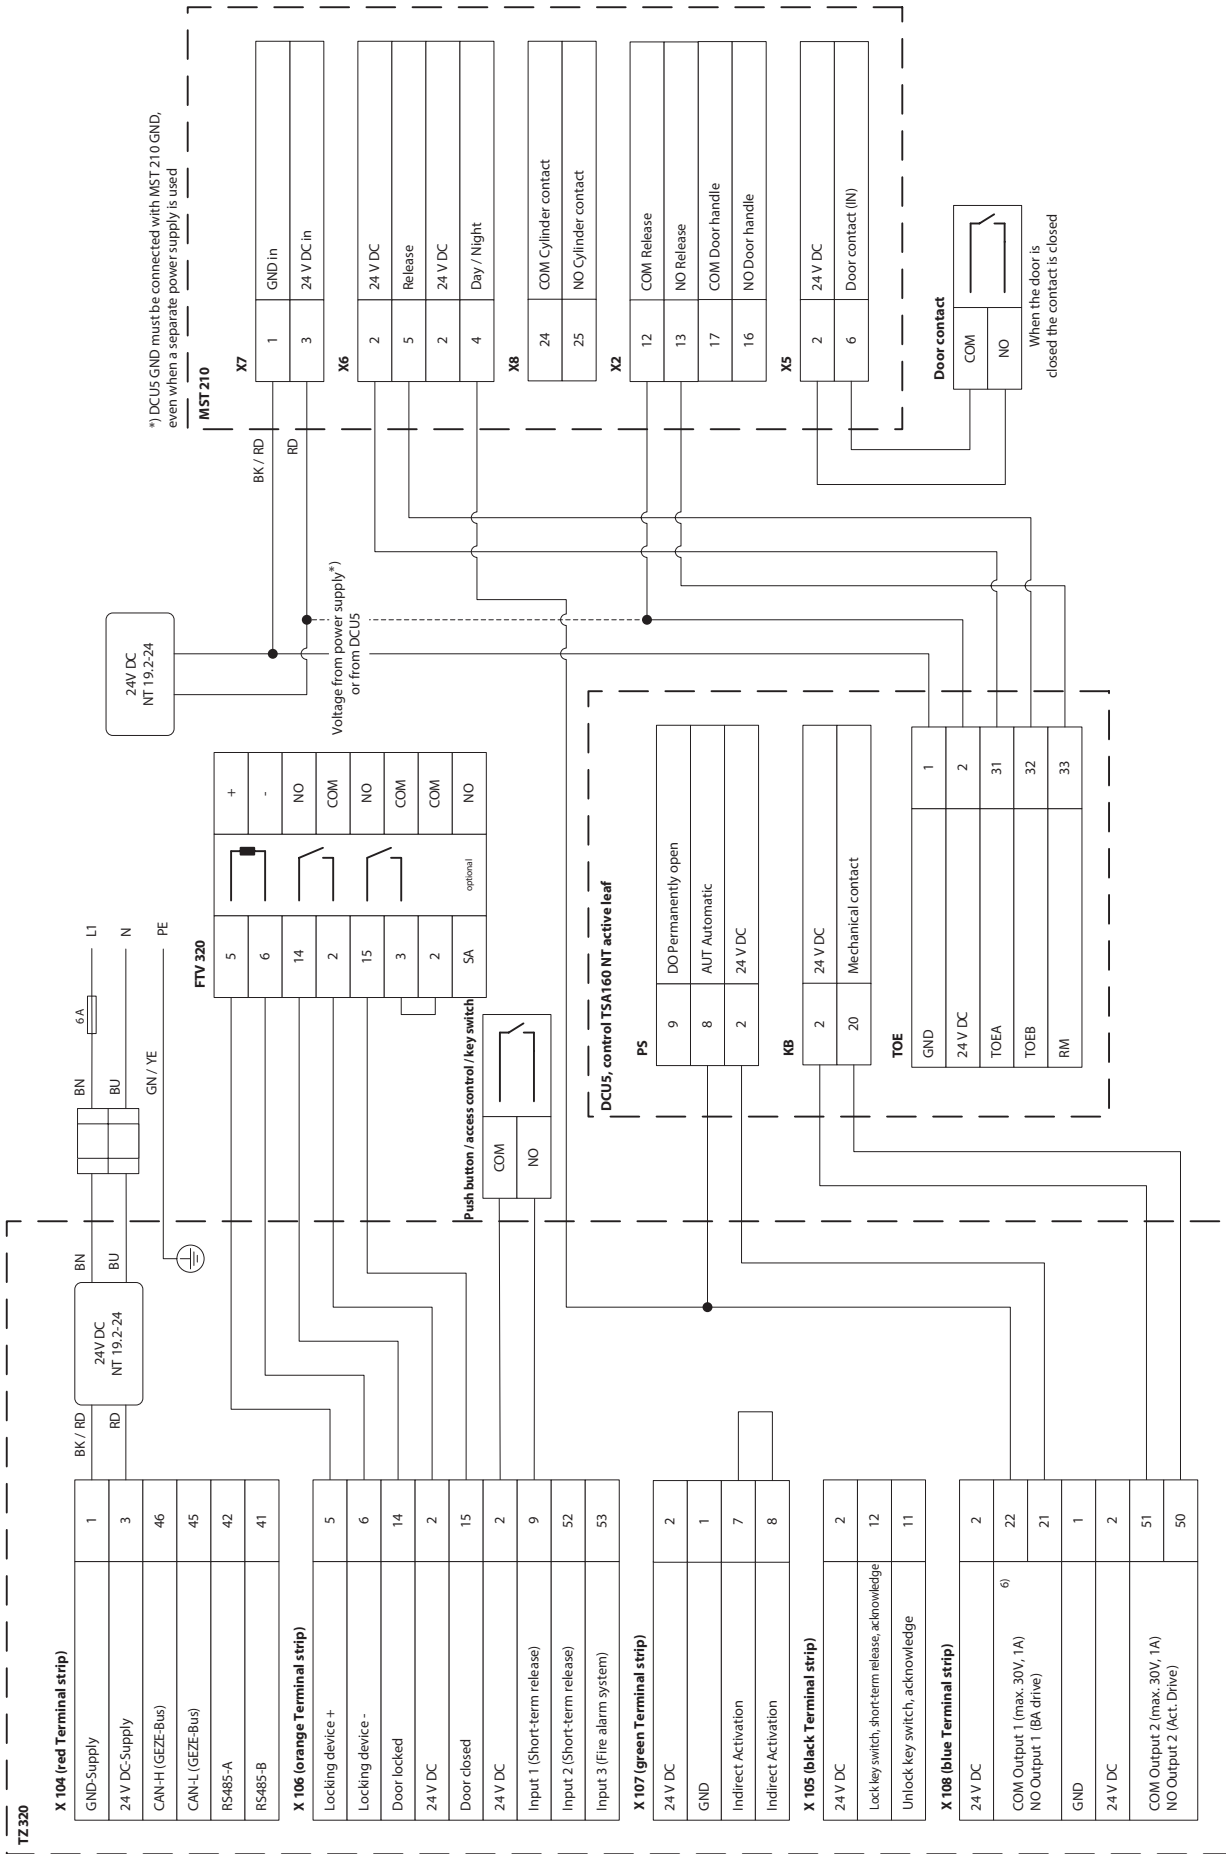 TZ 320
X 104 (red Terminal strip)
GND-Supply 1
24 V DC-Supply 3
CAN-H (GEZE-Bus) 46
CAN-L (GEZE-Bus) 45
RS485-A 42
RS485-B 41
X 106 (orange Terminal strip)
Locking device + 5
Locking device - 6
Door locked 14
24 V DC 2
Door closed 15
24 V DC 2
Input 1 (Short-term release) 9
Input 2 (Short-term release) 52
Input 3 (Fire alarm system) 53
X 107 (green Terminal strip)
24 V DC 2
GND 1
Indirect Activation 7
Indirect Activation 8
X 105 (black Terminal strip)
24 V DC 2
Lock key switch, short-term release, acknowledge 12
Unlock key switch, acknowledge 11
X 108 (blue Terminal strip)
24 V DC 2
COM Output 1 (max. 30V, 1A) 6) 22
NO Output 1 (BA drive) 21
GND 1
24 V DC 2
COM Output 2 (max. 30V, 1A) 51
NO Output 2 (Act. Drive) 50
BK / RD
RD
24V DC
NT 19.2-24
BN
BU
BN
BU
GN / YE
6 A
L1
N
PE
FTV 320
5 +
6 -
14 NO
2 COM
15 NO
3 COM
2 COM
SA optional NO
Push button / access control / key switch
COM
NO
24V DC
NT 19.2-24
Voltage from power supply*)
or from DCU5
BK / RD
RD
DCU5, control TSA160 NT active leaf
PS
9 DO Permanently open
8 AUT Automatic
2 24 V DC
KB
2 24 V DC
20 Mechanical contact
TOE
GND 1
24 V DC 2
TOEA 31
TOEB 32
RM 33
*) DCU5 GND must be connected with MST 210 GND,
even when a separate power supply is used
MST 210
X7
1 GND in
3 24 V DC in
X6
2 24 V DC
5 Release
2 24 V DC
4 Day / Night
X8
24 COM Cylinder contact
25 NO Cylinder contact
X2
12 COM Release
13 NO Release
17 COM Door handle
16 NO Door handle
X5
2 24 V DC
6 Door contact (IN)
Door contact
COM
NO
When the door is
closed the contact is closed